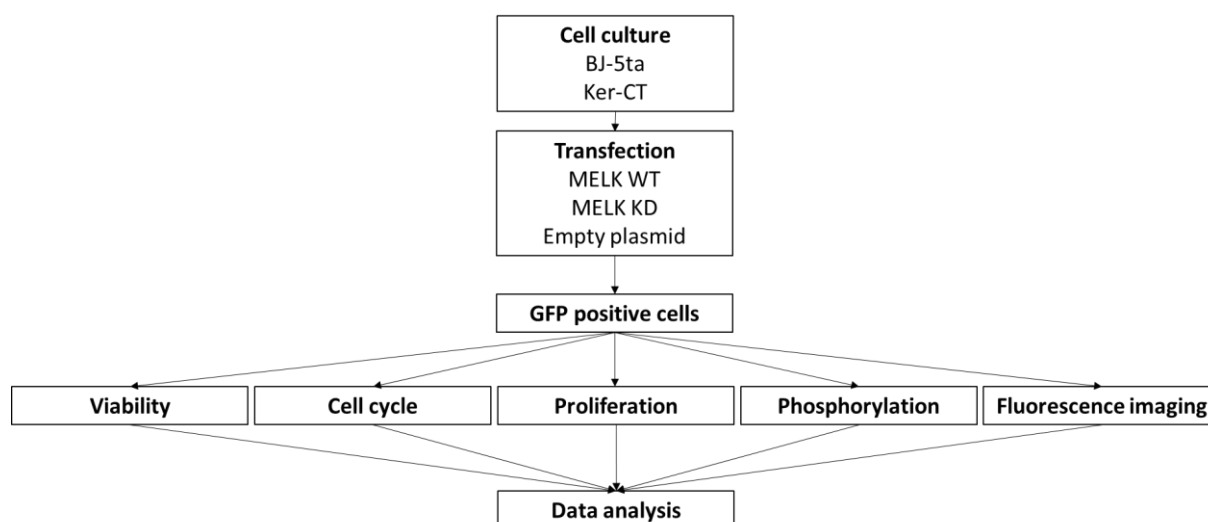 Cell culture
BJ-5ta
Ker-CT
Transfection
MELK WT
MELK KD
Empty plasmid
GFP positive cells
Viability
Cell cycle
Proliferation
Phosphorylation
Fluorescence imaging
Data analysis